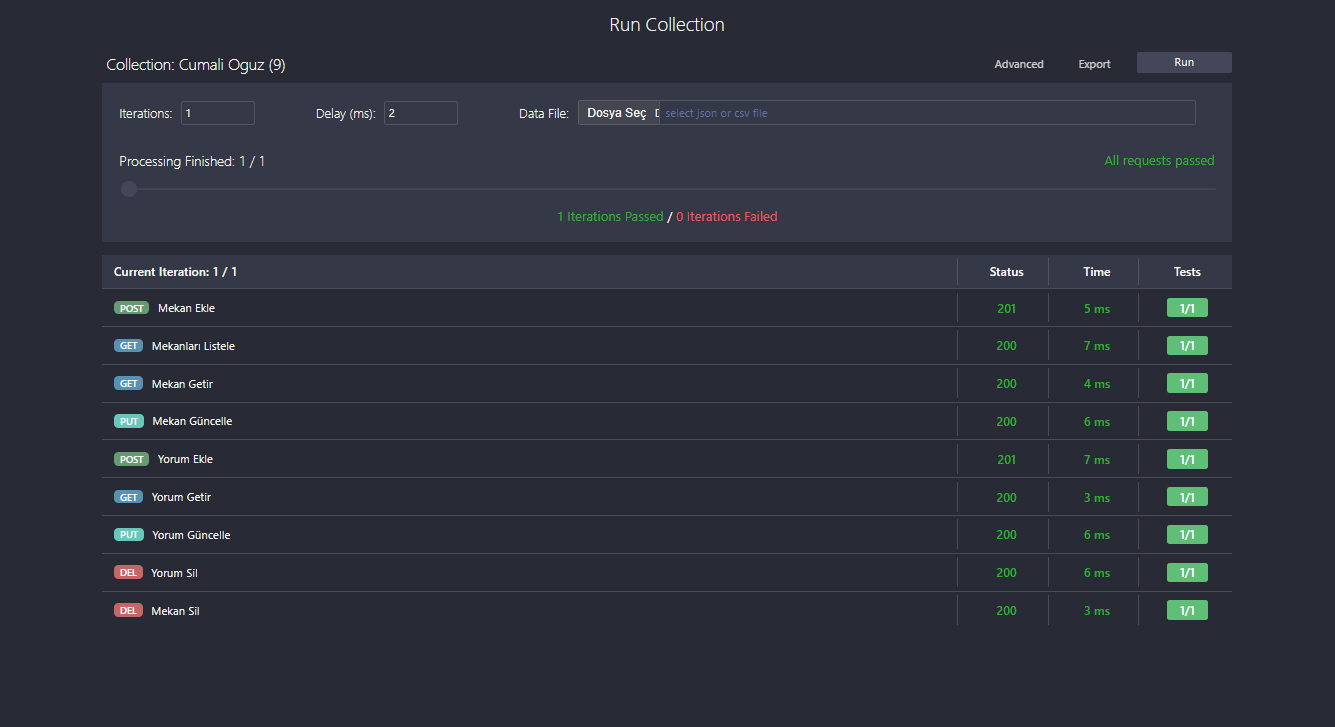 Run Collection
Collection: Cumali Oguz (9) Advanced Export Run
Iterations: 1 Delay (ms): 2 Data File: Dosya Seç select json or csv file
Processing Finished: 1 / 1 All requests passed
1 Iterations Passed / 0 Iterations Failed
Current Iteration: 1 / 1 Status Time Tests
POST Mekan Ekle 201 5 ms 1/1
GET Mekanları Listele 200 7 ms 1/1
GET Mekan Getir 200 4 ms 1/1
PUT Mekan Güncelle 200 6 ms 1/1
POST Yorum Ekle 201 7 ms 1/1
GET Yorum Getir 200 3 ms 1/1
PUT Yorum Güncelle 200 6 ms 1/1
DEL Yorum Sil 200 6 ms 1/1
DEL Mekan Sil 200 3 ms 1/1